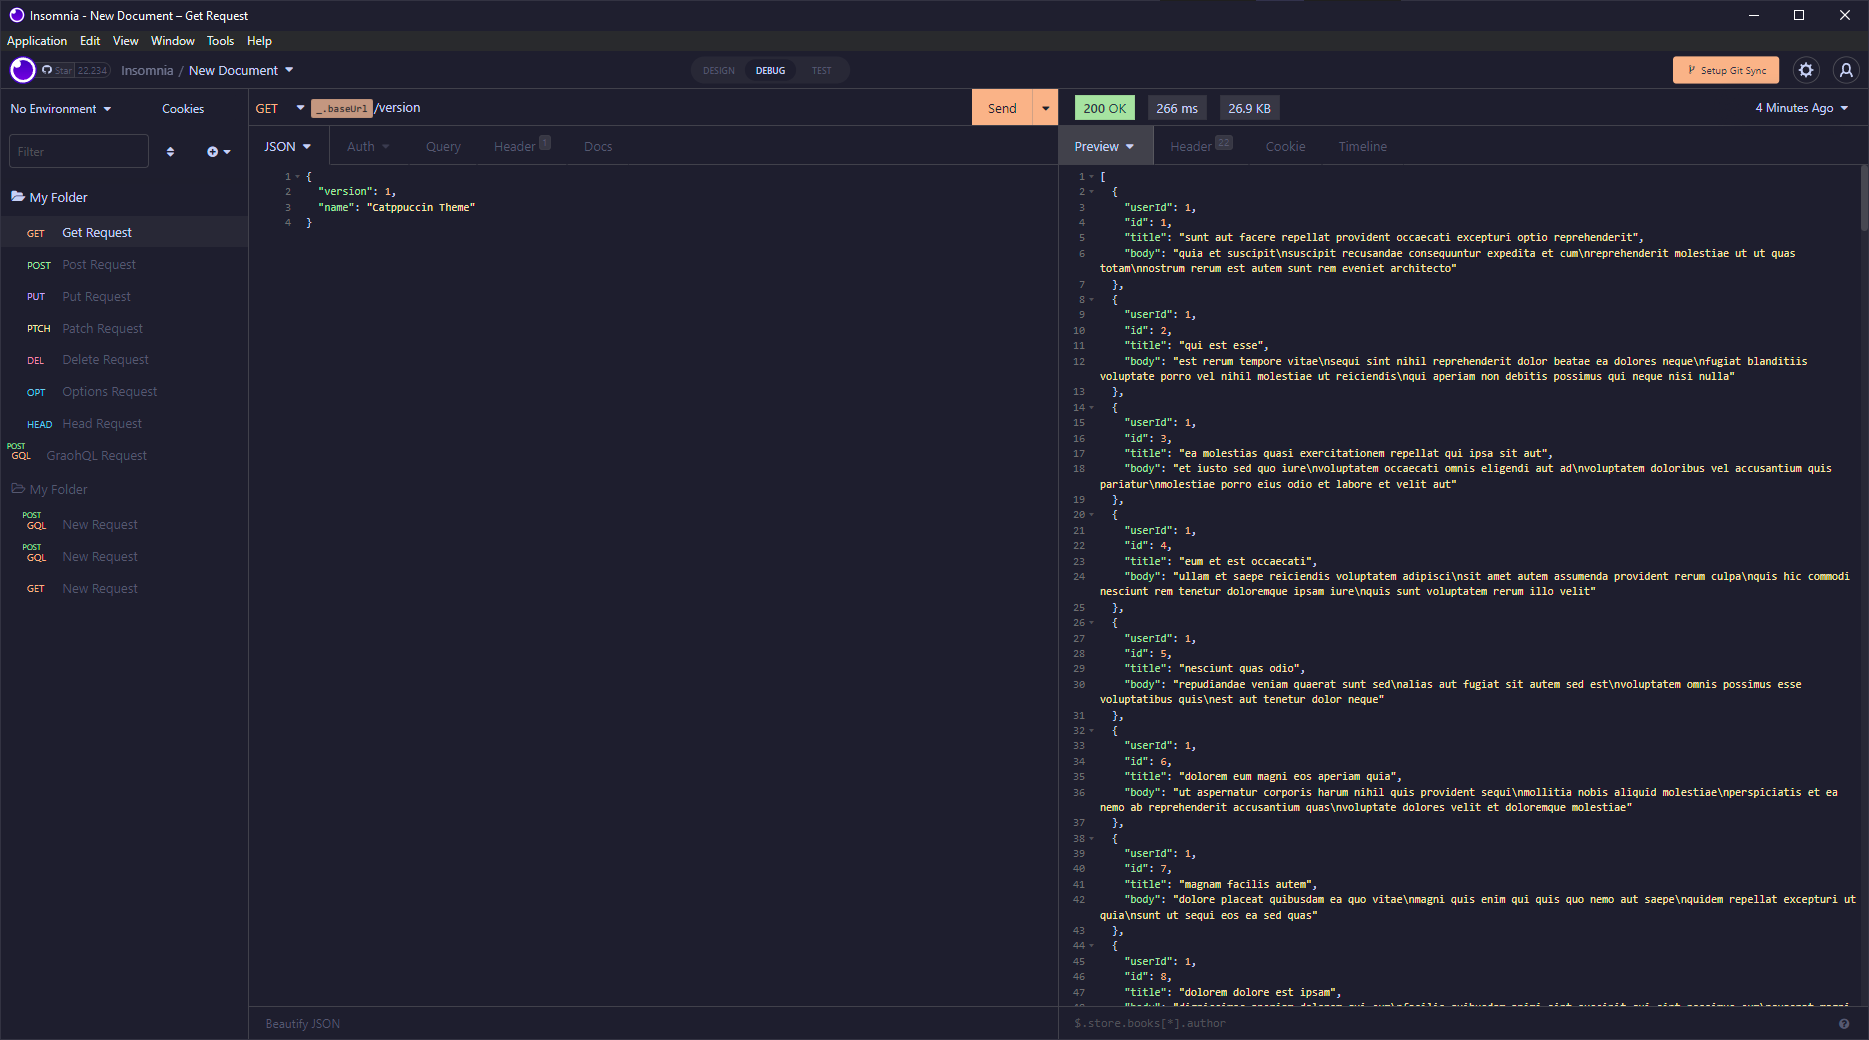 Insomnia - New Document – Get Request
Application Edit View Window Tools Help
Star 22,234 Insomnia / New Document
DESIGN DEBUG TEST
Setup Git Sync
No Environment Cookies
Filter
My Folder
GET Get Request
POST Post Request
PUT Put Request
PTCH Patch Request
DEL Delete Request
OPT Options Request
HEAD Head Request
POST
GQL GraohQL Request
My Folder
POST
GQL New Request
POST
GQL New Request
GET New Request
GET _.baseUrl /version Send
JSON Auth Query Header 1 Docs
1 {
2 "version": 1,
3 "name": "Catppuccin Theme"
4 }
Beautify JSON
200 OK 266 ms 26.9 KB 4 Minutes Ago
Preview Header 22 Cookie Timeline
1 [
2 {
3 "userId": 1,
4 "id": 1,
5 "title": "sunt aut facere repellat provident occaecati excepturi optio reprehenderit",
6 "body": "quia et suscipit\nsuscipit recusandae consequuntur expedita et cum\nreprehenderit molestiae ut ut quas
totam\nnostrum rerum est autem sunt rem eveniet architecto"
7 },
8 {
9 "userId": 1,
10 "id": 2,
11 "title": "qui est esse",
12 "body": "est rerum tempore vitae\nsequi sint nihil reprehenderit dolor beatae ea dolores neque\nfugiat blanditiis
voluptate porro vel nihil molestiae ut reiciendis\nqui aperiam non debitis possimus qui neque nisi nulla"
13 },
14 {
15 "userId": 1,
16 "id": 3,
17 "title": "ea molestias quasi exercitationem repellat qui ipsa sit aut",
18 "body": "et iusto sed quo iure\nvoluptatem occaecati omnis eligendi aut ad\nvoluptatem doloribus vel accusantium quis
pariatur\nmolestiae porro eius odio et labore et velit aut"
19 },
20 {
21 "userId": 1,
22 "id": 4,
23 "title": "eum et est occaecati",
24 "body": "ullam et saepe reiciendis voluptatem adipisci\nsit amet autem assumenda provident rerum culpa\nquis hic commodi
nesciunt rem tenetur doloremque ipsam iure\nquis sunt voluptatem rerum illo velit"
25 },
26 {
27 "userId": 1,
28 "id": 5,
29 "title": "nesciunt quas odio",
30 "body": "repudiandae veniam quaerat sunt sed\nalias aut fugiat sit autem sed est\nvoluptatem omnis possimus esse
voluptatibus quis\nest aut tenetur dolor neque"
31 },
32 {
33 "userId": 1,
34 "id": 6,
35 "title": "dolorem eum magni eos aperiam quia",
36 "body": "ut aspernatur corporis harum nihil quis provident sequi\nmollitia nobis aliquid molestiae\nperspiciatis et ea
nemo ab reprehenderit accusantium quas\nvoluptate dolores velit et doloremque molestiae"
37 },
38 {
39 "userId": 1,
40 "id": 7,
41 "title": "magnam facilis autem",
42 "body": "dolore placeat quibusdam ea quo vitae\nmagni quis enim qui quis quo nemo aut saepe\nquidem repellat excepturi ut
quia\nsunt ut sequi eos ea sed quas"
43 },
44 {
45 "userId": 1,
46 "id": 8,
47 "title": "dolorem dolore est ipsam",
$.store.books[*].author